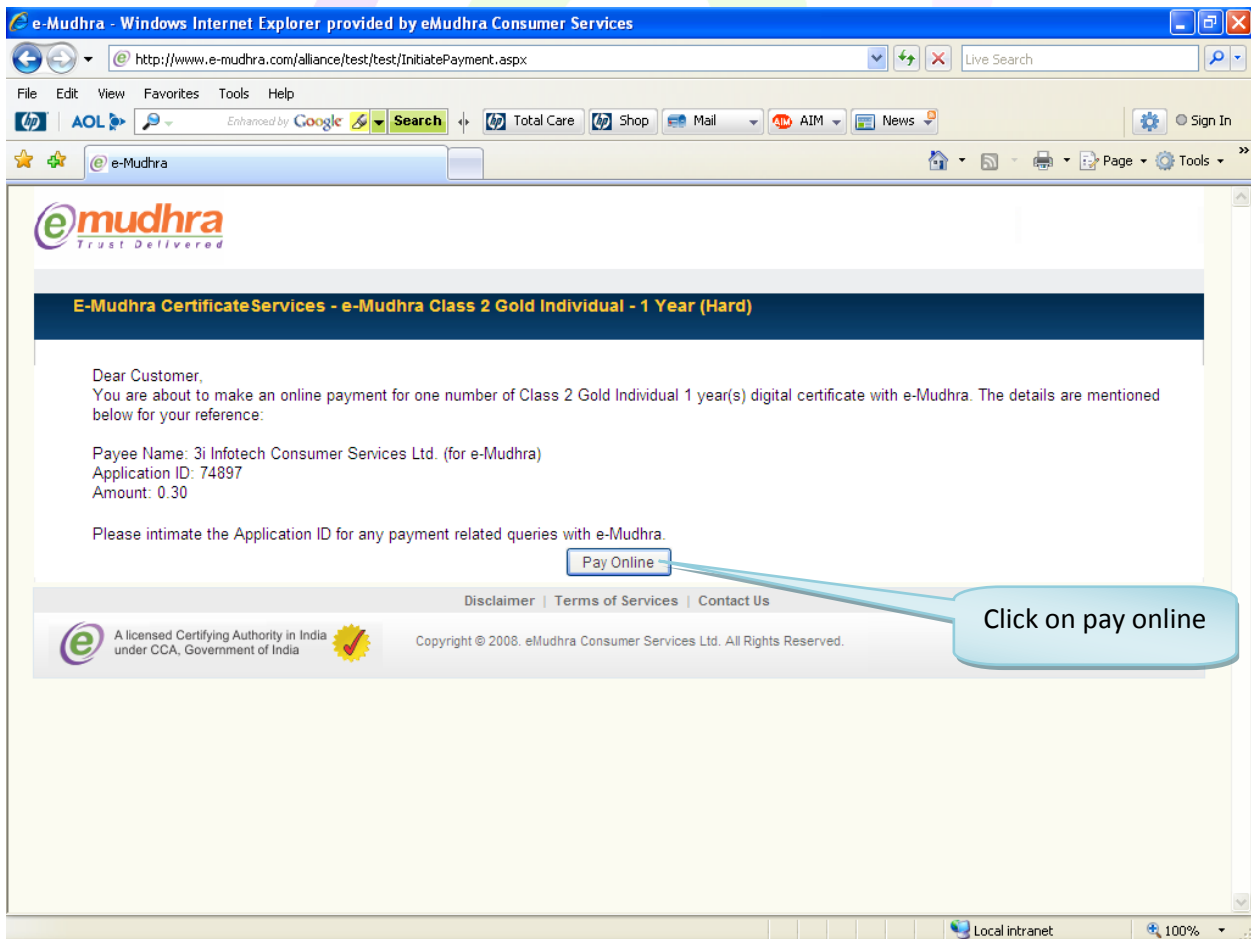 e-Mudhra - Windows Internet Explorer provided by eMudhra Consumer Services
http://www.e-mudhra.com/alliance/test/test/InitiatePayment.aspx
Live Search
File Edit View Favorites Tools Help
hp AOL Enhanced by Google Search hp Total Care hp Shop Mail AIM AIM News Sign In
e-Mudhra
Page Tools »
emudhra
Trust Delivered
E-Mudhra CertificateServices - e-Mudhra Class 2 Gold Individual - 1 Year (Hard)
Dear Customer,
You are about to make an online payment for one number of Class 2 Gold Individual 1 year(s) digital certificate with e-Mudhra. The details are mentioned
below for your reference:
Payee Name: 3i Infotech Consumer Services Ltd. (for e-Mudhra)
Application ID: 74897
Amount: 0.30
Please intimate the Application ID for any payment related queries with e-Mudhra.
Pay Online
Click on pay online
Disclaimer | Terms of Services | Contact Us
e A licensed Certifying Authority in India
under CCA, Government of India
Copyright © 2008. eMudhra Consumer Services Ltd. All Rights Reserved.
Local intranet 100%